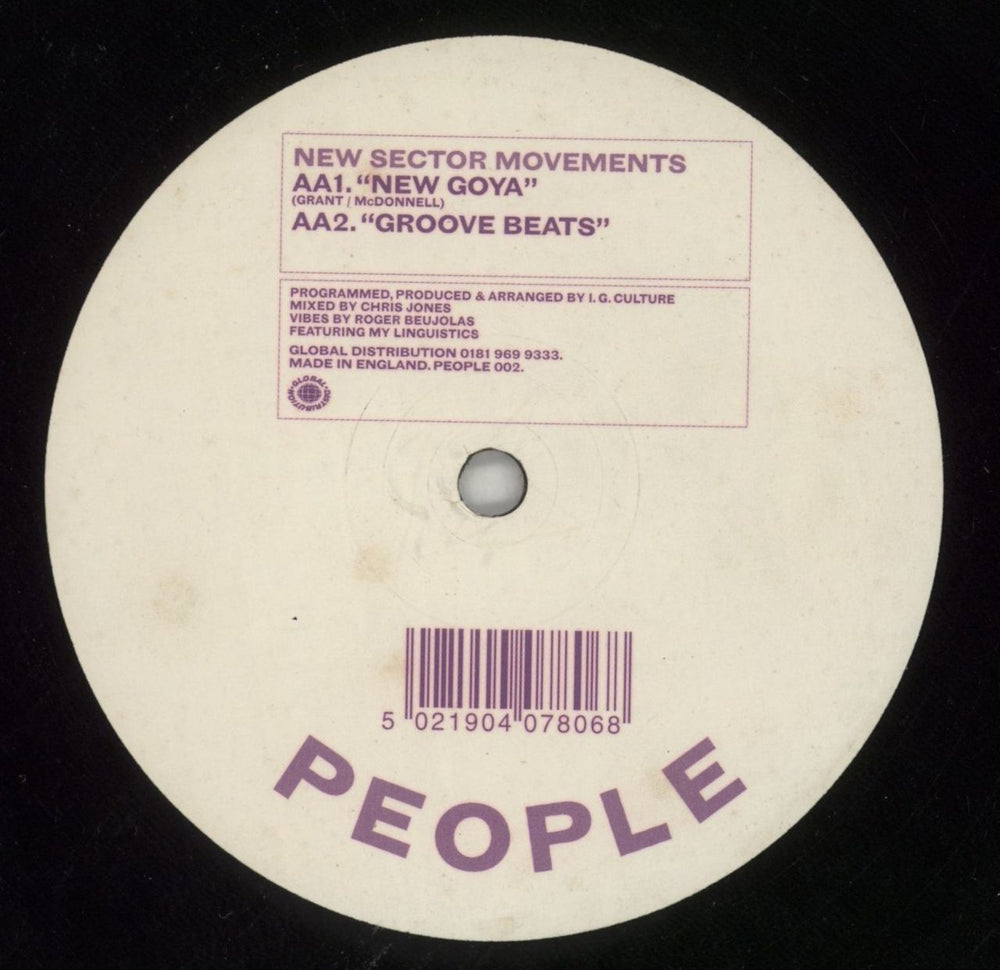 NEW SECTOR MOVEMENTS
AA1. “NEW GOYA”
(GRANT / McDONNELL)
AA2. “GROOVE BEATS”
PROGRAMMED, PRODUCED & ARRANGED BY I. G. CULTURE
MIXED BY CHRIS JONES
VIBES BY ROGER BEUJOLAS
FEATURING MY LINGUISTICS
GLOBAL DISTRIBUTION 0181 969 9333.
MADE IN ENGLAND. PEOPLE 002.
•GLOBAL•DISTRIBUTION
5 021904 078068
PEOPLE